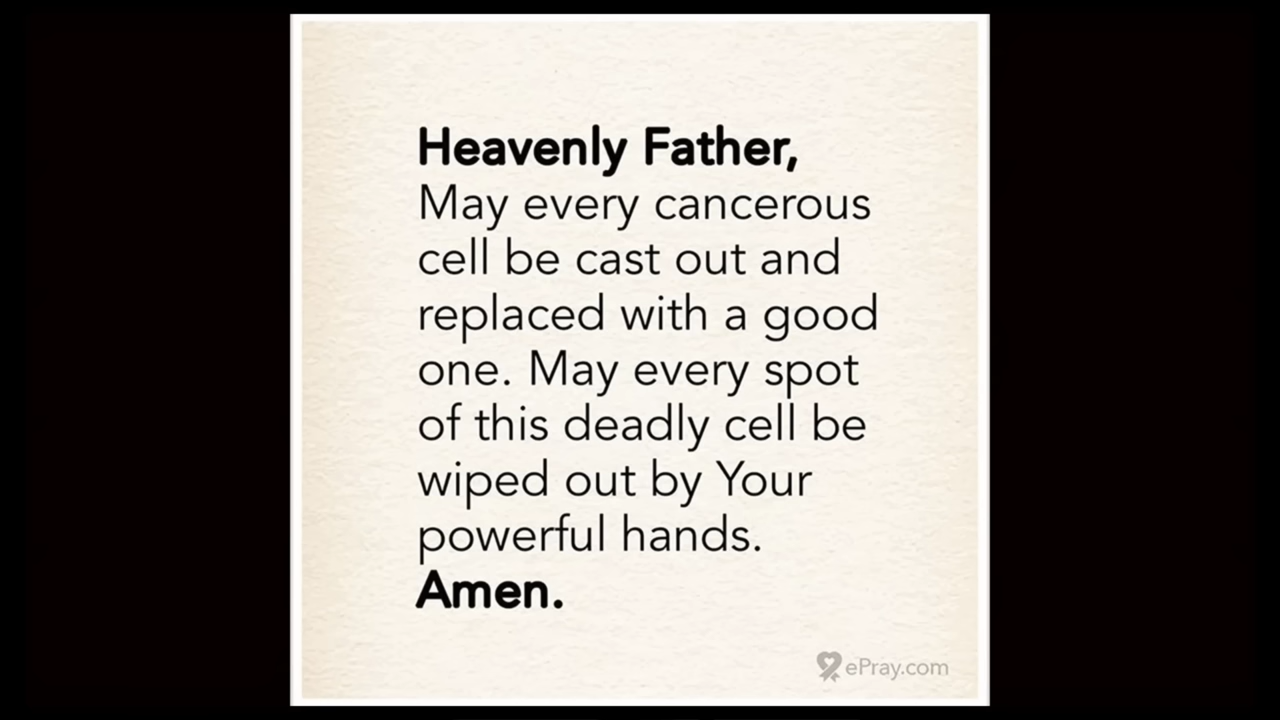 Heavenly Father,
May every cancerous
cell be cast out and
replaced with a good
one. May every spot
of this deadly cell be
wiped out by Your
powerful hands.
Amen.
ePray.com